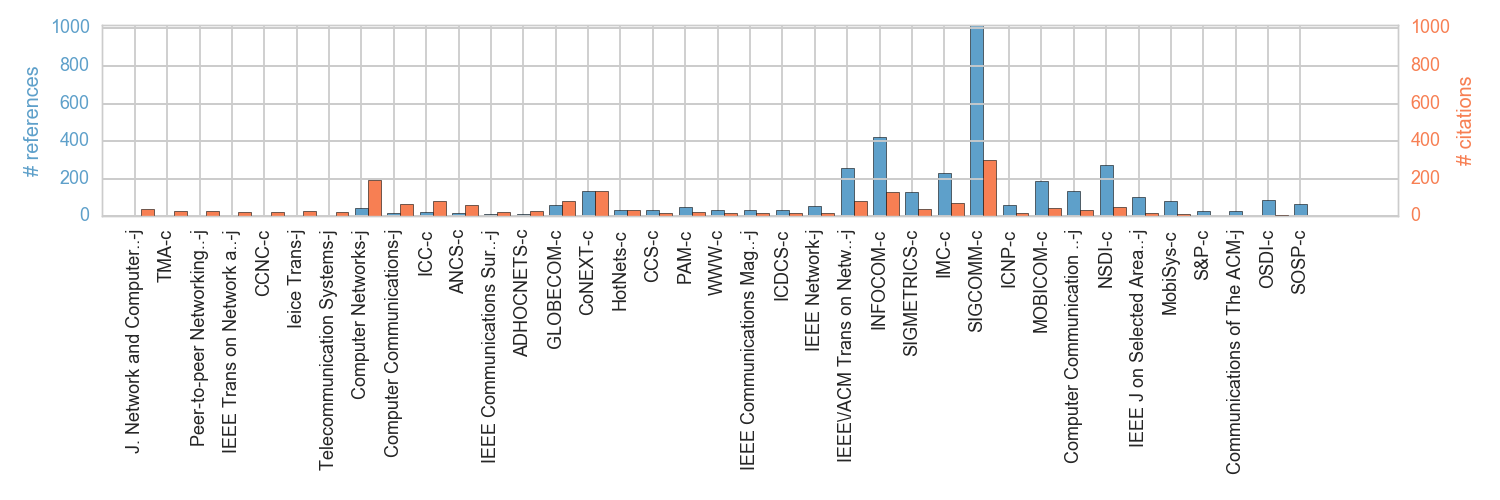 1000
800
600
400
200
0
# references
1000
800
600
400
200
0
# citations
J. Network and Computer..-j
TMA-c
Peer-to-peer Networking..-j
IEEE Trans on Network a..-j
CCNC-c
Ieice Trans-j
Telecommunication Systems-j
Computer Networks-j
Computer Communications-j
ICC-c
ANCS-c
IEEE Communications Sur..-j
ADHOCNETS-c
GLOBECOM-c
CoNEXT-c
HotNets-c
CCS-c
PAM-c
WWW-c
IEEE Communications Mag..-j
ICDCS-c
IEEE Network-j
IEEE\/ACM Trans on Netw..-j
INFOCOM-c
SIGMETRICS-c
IMC-c
SIGCOMM-c
ICNP-c
MOBICOM-c
Computer Communication ..-j
NSDI-c
IEEE J on Selected Area..-j
MobiSys-c
S&P-c
Communications of The ACM-j
OSDI-c
SOSP-c